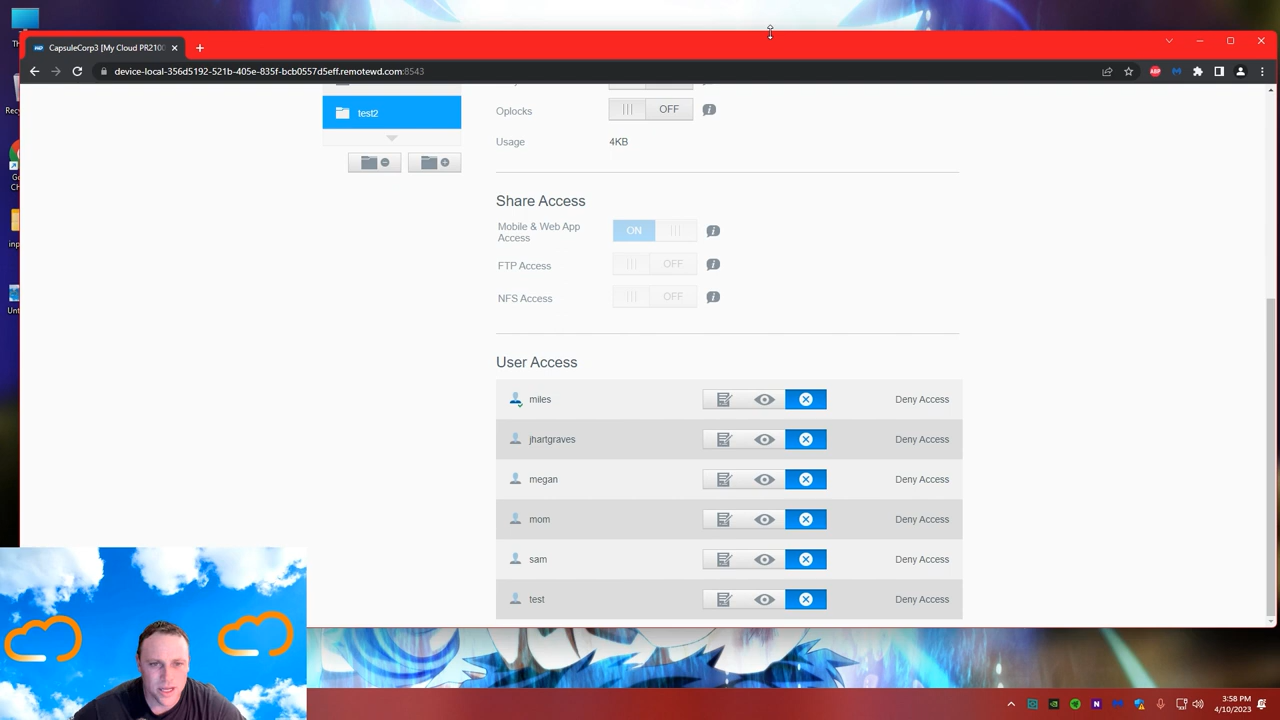 CapsuleCorp3 [My Cloud PR2100
device-local-356d5192-521b-405e-835f-bcb0557d5eff.remotewd.com:8543
ABP
test2
Oplocks
OFF
Usage
4KB
Share Access
Mobile & Web App
Access
ON
FTP Access
OFF
NFS Access
OFF
User Access
miles
Deny Access
jhartgraves
Deny Access
megan
Deny Access
mom
Deny Access
sam
Deny Access
test
Deny Access
3:58 PM
4/10/2023